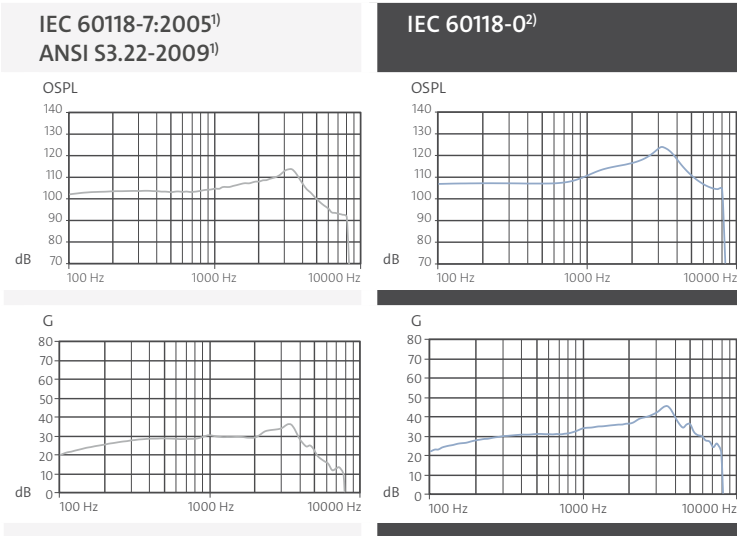 IEC 60118-7:2005¹⁾
ANSI S3.22-2009¹⁾
IEC 60118-0²⁾
OSPL
140
130
120
110
100
90
80
dB 70
100 Hz 1000 Hz 10000 Hz
OSPL
140
130
120
110
100
90
80
dB 70
100 Hz 1000 Hz 10000 Hz
G
80
70
60
50
40
30
20
10
dB 0
100 Hz 1000 Hz 10000 Hz
G
80
70
60
50
40
30
20
10
dB 0
100 Hz 1000 Hz 10000 Hz